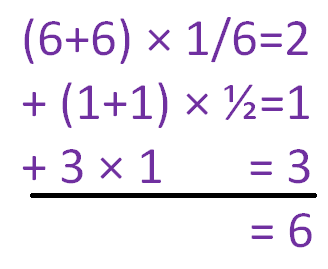 (6+6) × 1/6=2
+ (1+1) × ½=1
+ 3 × 1 = 3
= 6